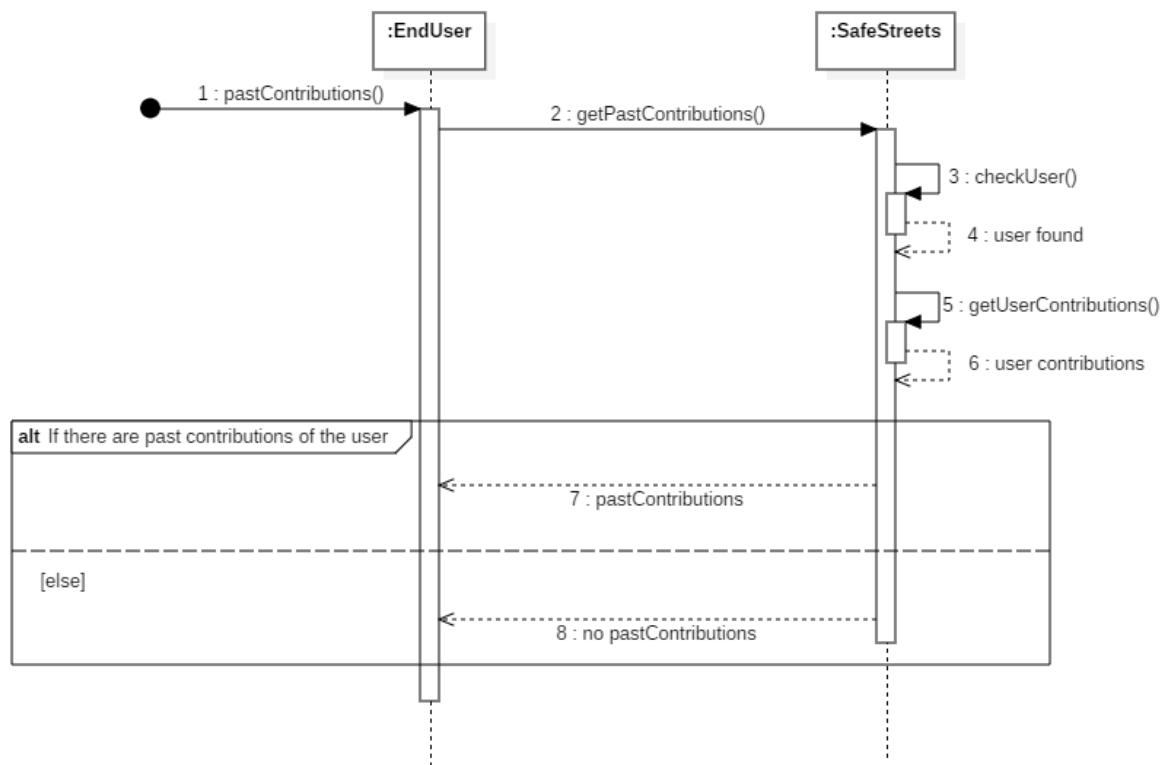 :EndUser
:SafeStreets
1 : pastContributions()
2 : getPastContributions()
3 : checkUser()
4 : user found
5 : getUserContributions()
6 : user contributions
alt If there are past contributions of the user
7 : pastContributions
[else]
8 : no pastContributions